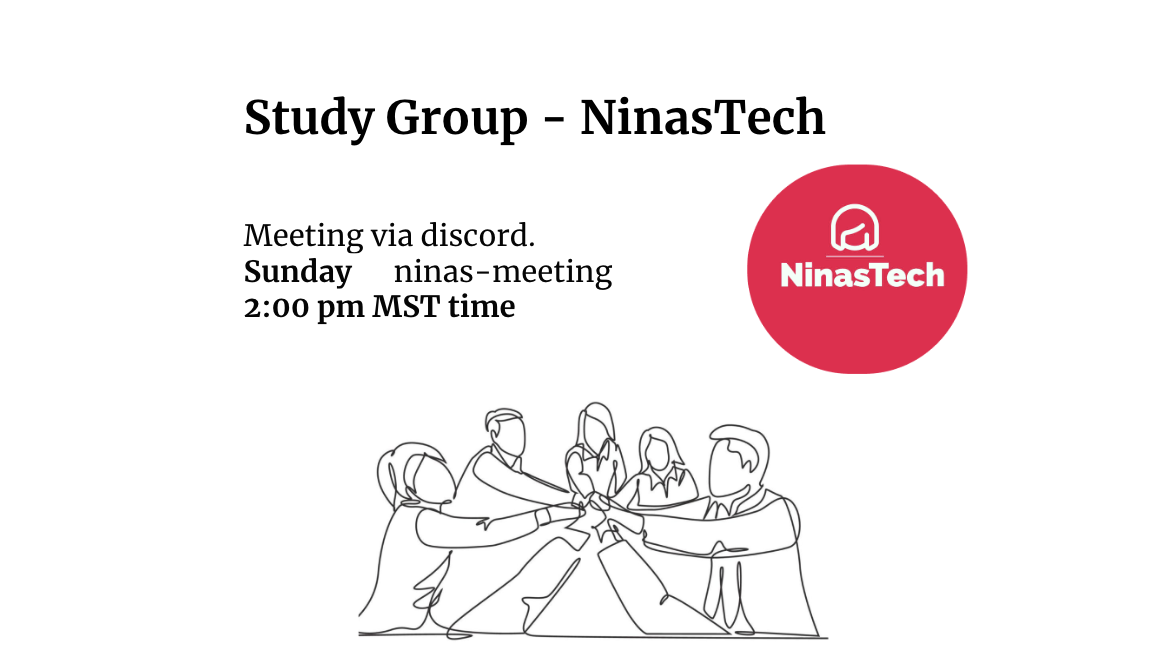 Study Group - NinasTech
Meeting via discord.
Sunday ninas-meeting
2:00 pm MST time
NinasTech